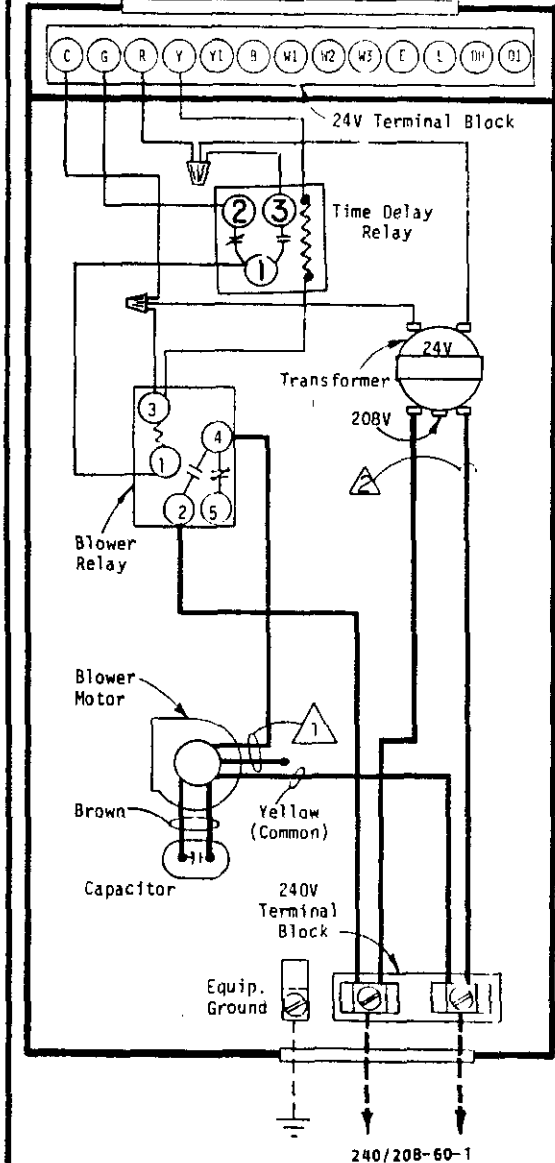 C G R Y Y1 B W1 W2 W3 E L DH D1
24V Terminal Block
2 3
Time Delay
Relay
1
24V
Transformer
208V
3
4
1
2
2 5
Blower
Relay
Blower
Motor
1
Brown
Yellow
(Common)
Capacitor
240V
Terminal
Block
Equip.
Ground
240/208-60-1